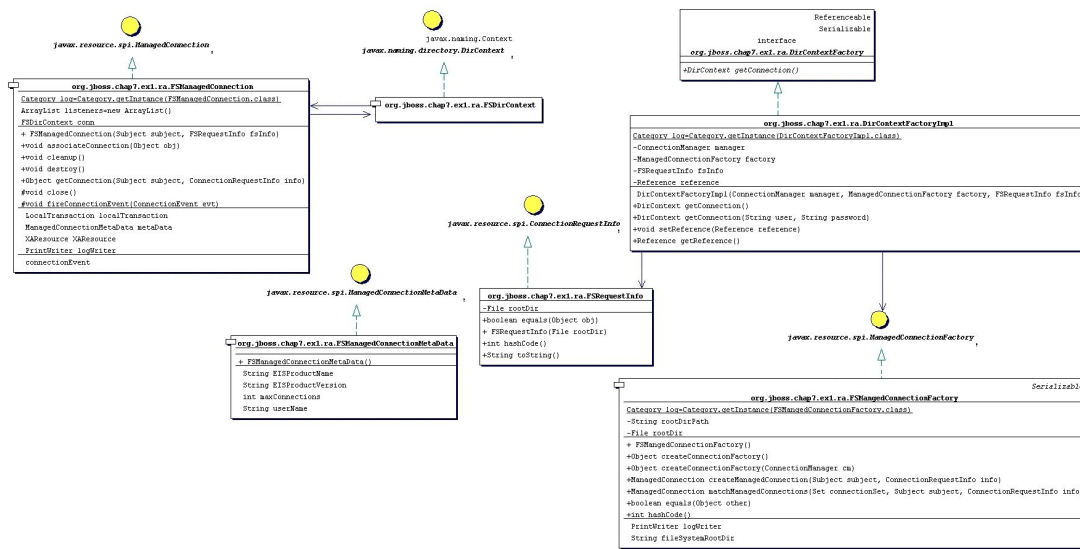 javax.resource.spi.ManagedConnection,
org.jboss.chap7.ex1.ra.FSManagedConnection
Category log=Category.getInstance(FSManagedConnection.class)
ArrayList listeners=new ArrayList()
FSDirContext conn
+ FSManagedConnection(Subject subject, FSRequestInfo fsInfo)
+void associateConnection(Object obj)
+void cleanup()
+void destroy()
+Object getConnection(Subject subject, ConnectionRequestInfo info)
#void close()
#void fireConnectionEvent(ConnectionEvent evt)
LocalTransaction localTransaction
ManagedConnectionMetaData metaData
XAResource XAResource
PrintWriter logWriter
connectionEvent
javax.naming.Context
javax.naming.directory.DirContext,
org.jboss.chap7.ex1.ra.FSDirContext
Referenceable
Serializable
interface
org.jboss.chap7.ex1.ra.DirContextFactory
+DirContext getConnection()
org.jboss.chap7.ex1.ra.DirContextFactoryImpl
Category log=Category.getInstance(DirContextFactoryImpl.class)
-ConnectionManager manager
-ManagedConnectionFactory factory
-FSRequestInfo fsInfo
-Reference reference
DirContextFactoryImpl(ConnectionManager manager, ManagedConnectionFactory factory, FSRequestInfo fsInfo
+DirContext getConnection()
+DirContext getConnection(String user, String password)
+void setReference(Reference reference)
+Reference getReference()
javax.resource.spi.ConnectionRequestInfo,
org.jboss.chap7.ex1.ra.FSRequestInfo
-File rootDir
+boolean equals(Object obj)
+ FSRequestInfo(File rootDir)
+int hashCode()
+String toString()
javax.resource.spi.ManagedConnectionMetaData,
org.jboss.chap7.ex1.ra.FSManagedConnectionMetaData
+ FSManagedConnectionMetaData()
String EISProductName
String EISProductVersion
int maxConnections
String userName
javax.resource.spi.ManagedConnectionFactory,
Serializable
org.jboss.chap7.ex1.ra.FSMangedConnectionFactory
Category log=Category.getInstance(FSMangedConnectionFactory.class)
-String rootDirPath
-File rootDir
+ FSMangedConnectionFactory()
+Object createConnectionFactory()
+Object createConnectionFactory(ConnectionManager cm)
+ManagedConnection createManagedConnection(Subject subject, ConnectionRequestInfo info)
+ManagedConnection matchManagedConnections(Set connectionSet, Subject subject, ConnectionRequestInfo info
+boolean equals(Object other)
+int hashCode()
PrintWriter logWriter
String fileSystemRootDir